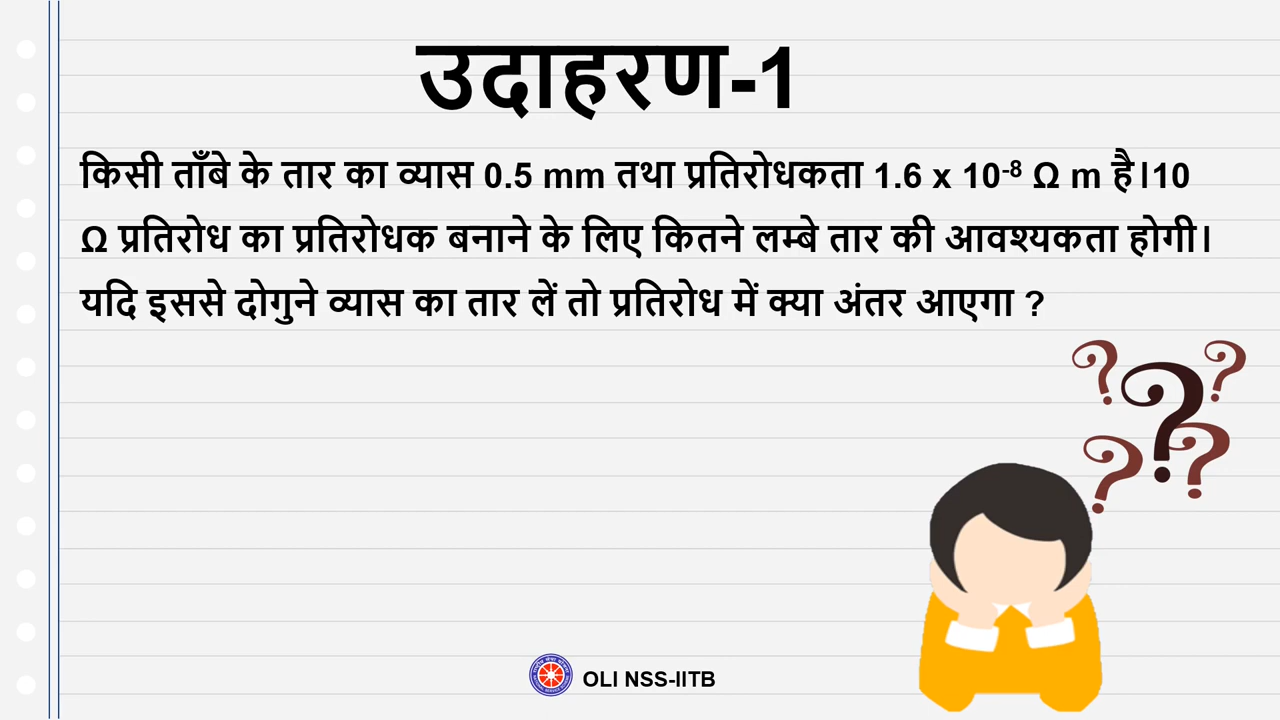 उदाहरण-1
किसी ताँबे के तार का व्यास 0.5 mm तथा प्रतिरोधकता 1.6 x 10⁻⁸ Ω m है।10
Ω प्रतिरोध का प्रतिरोधक बनाने के लिए कितने लम्बे तार की आवश्यकता होगी।
यदि इससे दोगुने व्यास का तार लें तो प्रतिरोध में क्या अंतर आएगा ?
OLI NSS-IITB